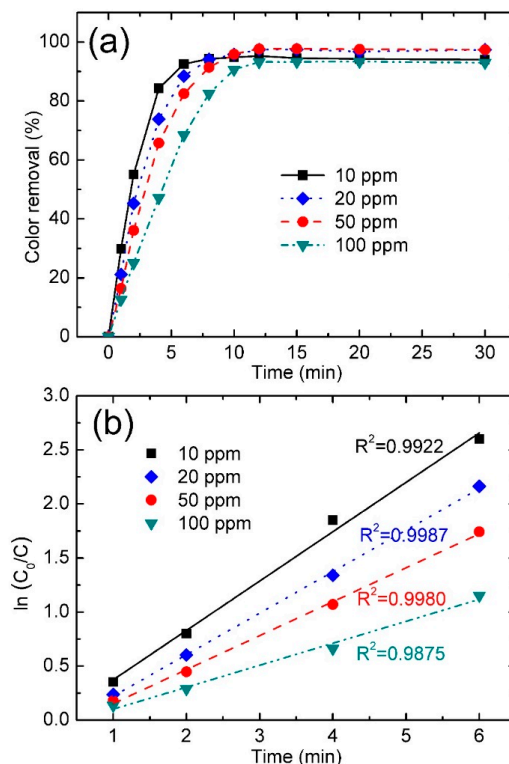 (a)
100
80
60
40
20
0
Color removal (%)
10 ppm
20 ppm
50 ppm
100 ppm
0 5 10 15 20 25 30
Time (min)
(b)
3.0
2.5
2.0
1.5
1.0
0.5
0.0
ln (C₀/C)
10 ppm
20 ppm
50 ppm
100 ppm
R²=0.9922
R²=0.9987
R²=0.9980
R²=0.9875
1 2 3 4 5 6
Time (min)